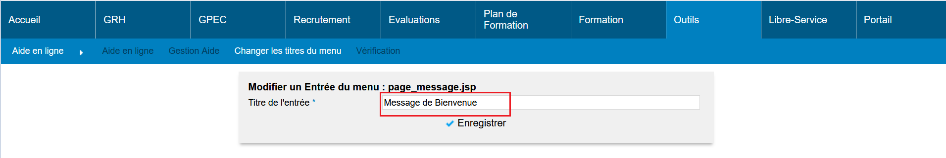 Accueil GRH GPEC Recrutement Evaluations Plan de Formation Formation Outils Libre-Service Portail
Aide en ligne Aide en ligne Gestion Aide Changer les titres du menu Vérification
Modifier un Entrée du menu : page_message.jsp
Titre de l'entrée * Message de Bienvenue
Enregistrer